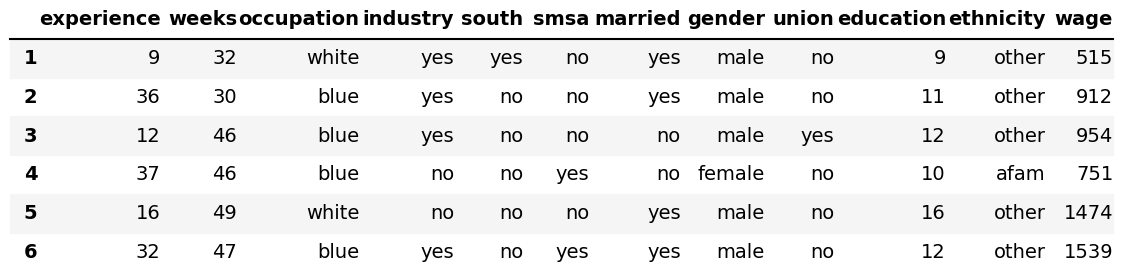 experience weeks occupation industry south smsa married gender union education ethnicity wage
1 9 32 white yes yes no yes male no 9 other 515
2 36 30 blue yes no no yes male no 11 other 912
3 12 46 blue yes no no no male yes 12 other 954
4 37 46 blue no no yes no female no 10 afam 751
5 16 49 white no no no yes male no 16 other 1474
6 32 47 blue yes no yes yes male no 12 other 1539